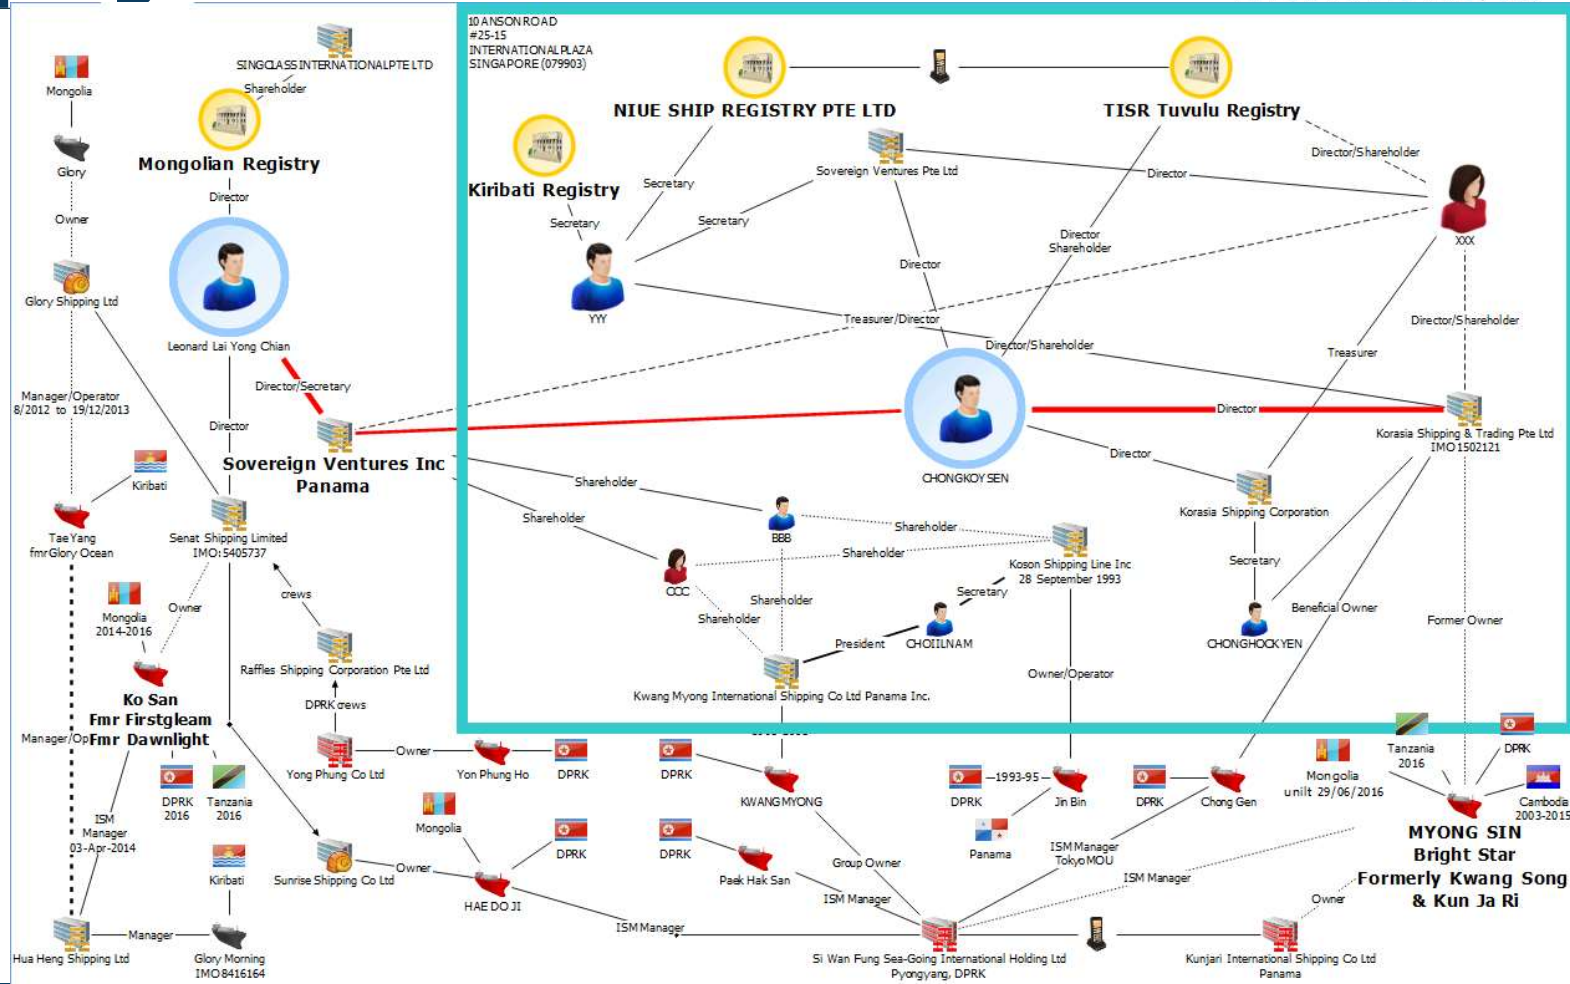 10 ANSON ROAD
#25-15
INTERNATIONAL PLAZA
SINGAPORE (079903)
SINGCLASS INTERNATIONAL PTE LTD
Shareholder
Mongolia
Glory
Owner
Mongolian Registry
Director
NIUE SHIP REGISTRY PTE LTD
TISR Tuvulu Registry
Kiribati Registry
Secretary
Secretary
Sovereign Ventures Pte Ltd
Secretary
Director
Director/Shareholder
XXX
YYY
Director
Director
Shareholder
Glory Shipping Ltd
Leonard Lai Yong Chian
Treasurer/Director
Director/Shareholder
Director/Shareholder
Treasurer
Director/Secretary
Manager/Operator
8/2012 to 19/12/2013
Director
Director
Sovereign Ventures Inc
Panama
CHONGKOYSEN
Korasia Shipping & Trading Pte Ltd
IMO 1502121
Director
Kiribati
Shareholder
Shareholder
Tae Yang
fmr Glory Ocean
Senat Shipping Limited
IMO:5405737
BBB
Shareholder
Shareholder
Koson Shipping Line Inc
28 September 1993
Korasia Shipping Corporation
Secretary
CCC
Shareholder
Shareholder
Secretary
Mongolia
2014-2016
Owner
crews
President
CHOIILNAM
Beneficial Owner
CHONGHOCKYEN
Former Owner
Raffles Shipping Corporation Pte Ltd
Kwang Myong International Shipping Co Ltd Panama Inc.
Owner/Operator
Ko San
Fmr Firstgleam
Fmr Dawnlight
DPRK crews
Manager/Op
Yong Phung Co Ltd
Owner
Yon Phung Ho
DPRK
DPRK
KWANGMYONG
DPRK
1993-95
Jin Bin
DPRK
Chong Gen
Mongolia
unilt 29/06/2016
Tanzania
2016
DPRK
Cambodia
2003-2015
DPRK
2016
Tanzania
2016
ISM
Manager
03-Apr-2014
Mongolia
DPRK
DPRK
Paek Hak San
Panama
ISM Manager
Tokyo MOU
MYONG SIN
Bright Star
Formerly Kwang Song
& Kun Ja Ri
Kiribati
Sunrise Shipping Co Ltd
Owner
HAE DO JI
Group Owner
ISM Manager
ISM Manager
Owner
ISM Manager
Hua Heng Shipping Ltd
Manager
Glory Morning
IMO 8416164
Si Wan Fung Sea-Going International Holding Ltd
Pyongyang, DPRK
Kunjari International Shipping Co Ltd
Panama